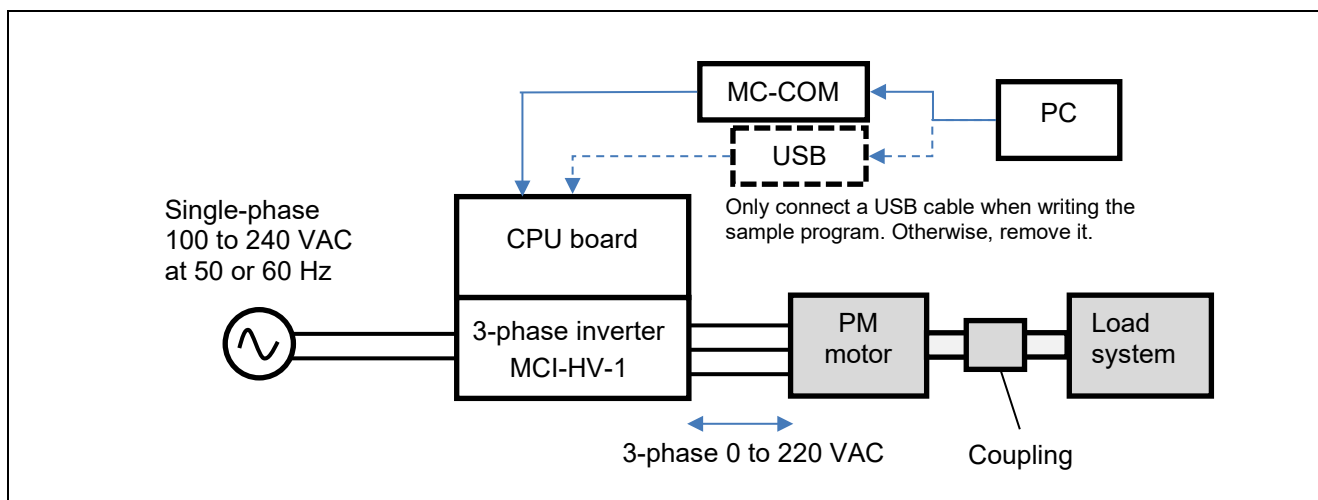 MC-COM
PC
USB
Only connect a USB cable when writing the
sample program. Otherwise, remove it.
Single-phase
100 to 240 VAC
at 50 or 60 Hz
CPU board
3-phase inverter
MCI-HV-1
PM
motor
Load
system
3-phase 0 to 220 VAC
Coupling